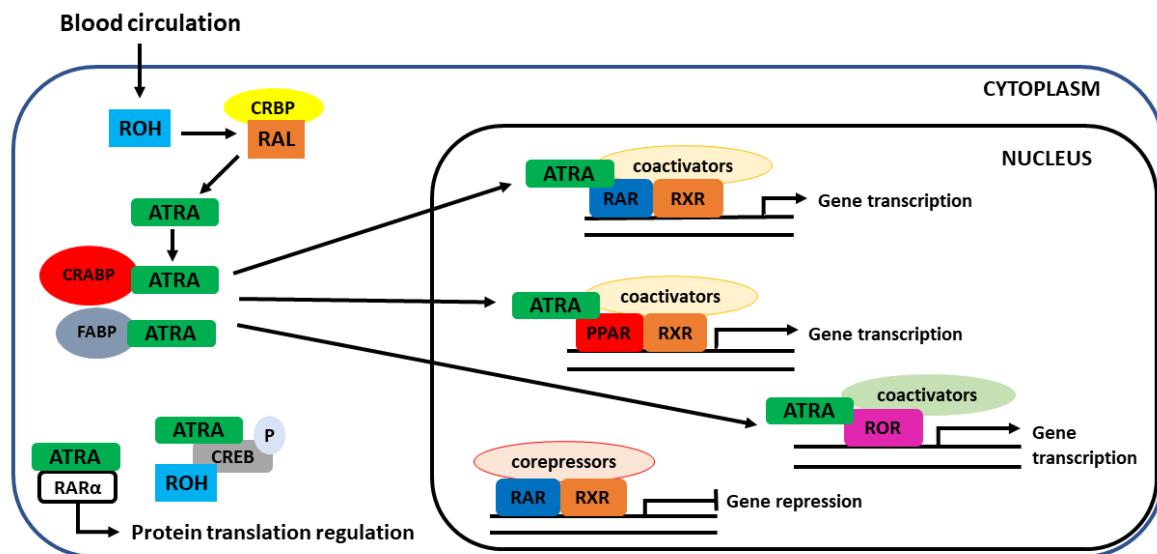 Blood circulation
CYTOPLASM
CRBP
ROH
RAL
NUCLEUS
coactivators
ATRA
RAR
RXR
Gene transcription
ATRA
CRABP
ATRA
FABP
ATRA
coactivators
ATRA
PPAR
RXR
Gene transcription
coactivators
ATRA
ROR
Gene
transcription
ATRA
P
CREB
ROH
ATRA
RARα
Protein translation regulation
corepressors
RAR
RXR
Gene repression